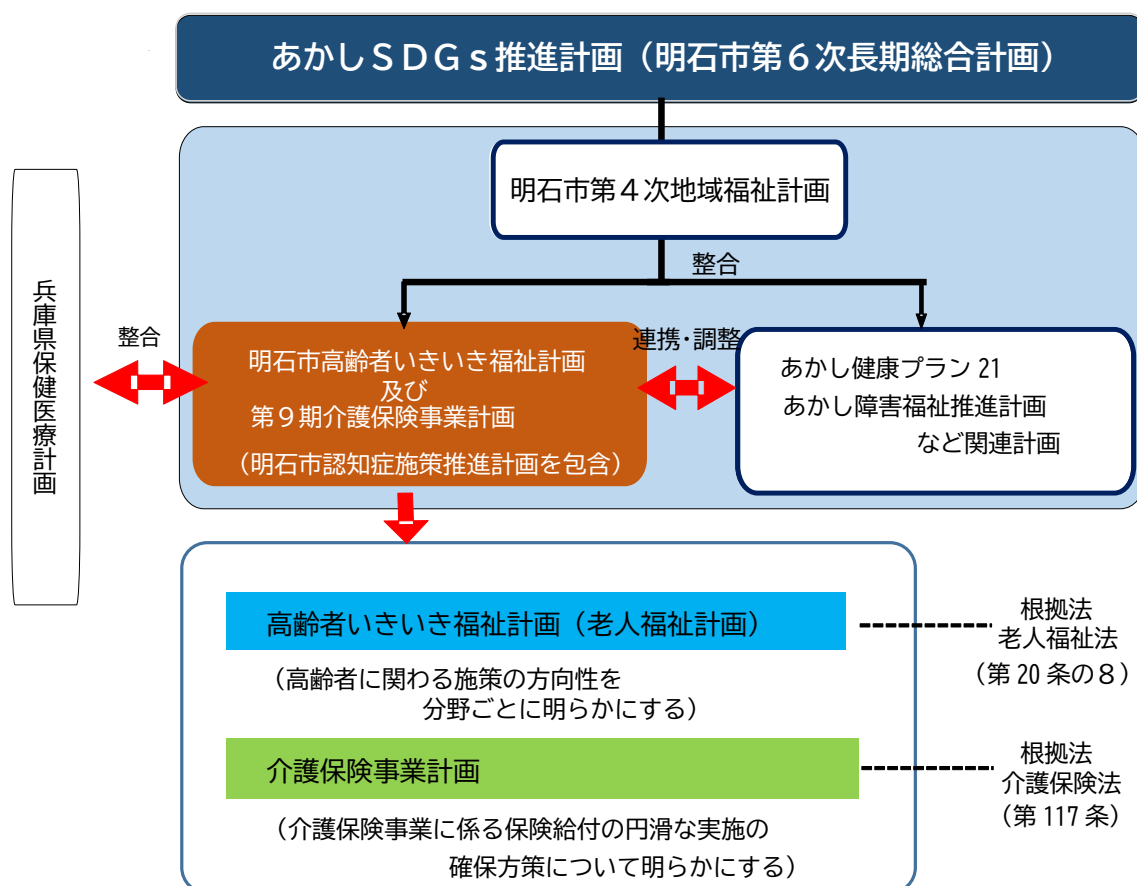 あかしＳＤＧｓ推進計画（明石市第６次長期総合計画）
明石市第４次地域福祉計画
整合
兵庫県保健医療計画
整合
明石市高齢者いきいき福祉計画
及び
第９期介護保険事業計画
（明石市認知症施策推進計画を包含）
連携・調整
あかし健康プラン 21
あかし障害福祉推進計画
など関連計画
高齢者いきいき福祉計画（老人福祉計画）
（高齢者に関わる施策の方向性を
分野ごとに明らかにする）
根拠法
老人福祉法
（第 20 条の８）
介護保険事業計画
（介護保険事業に係る保険給付の円滑な実施の
確保方策について明らかにする）
根拠法
介護保険法
（第 117 条）